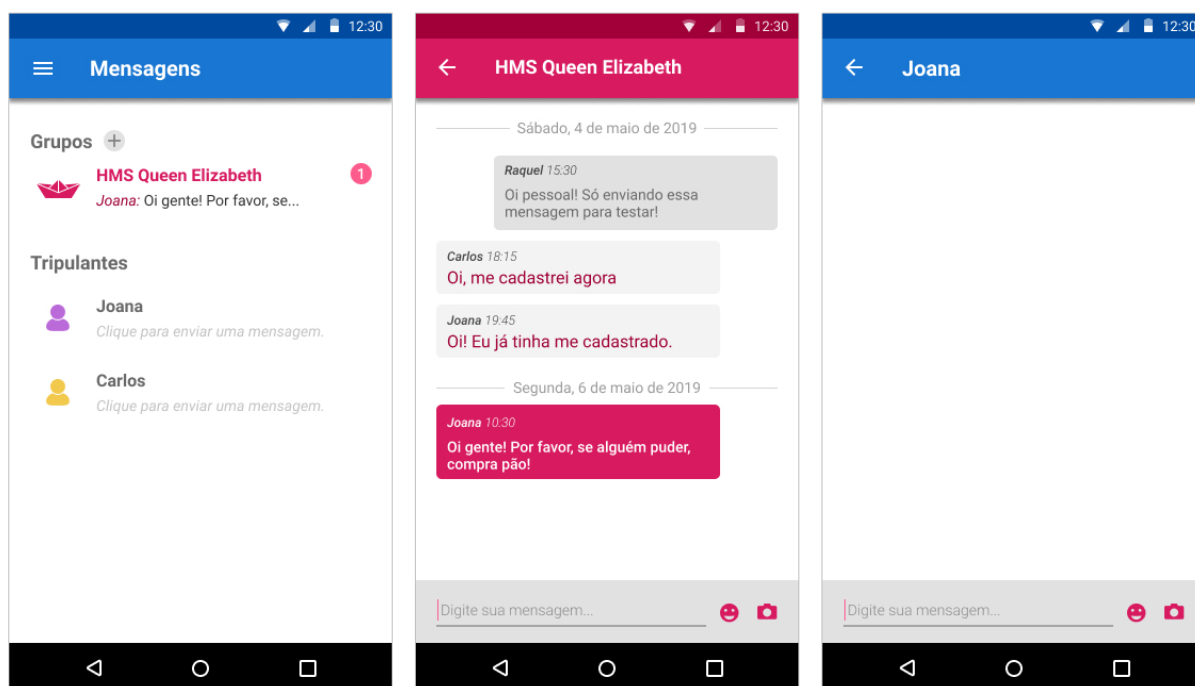 12:30
Mensagens
Grupos
HMS Queen Elizabeth
1
Joana: Oi gente! Por favor, se...
Tripulantes
Joana
Clique para enviar uma mensagem.
Carlos
Clique para enviar uma mensagem.
12:30
HMS Queen Elizabeth
Sábado, 4 de maio de 2019
Raquel 15:30
Oi pessoal! Só enviando essa
mensagem para testar!
Carlos 18:15
Oi, me cadastrei agora
Joana 19:45
Oi! Eu já tinha me cadastrado.
Segunda, 6 de maio de 2019
Joana 10:30
Oi gente! Por favor, se alguém puder,
compra pão!
Digite sua mensagem...
12:30
Joana
Digite sua mensagem...